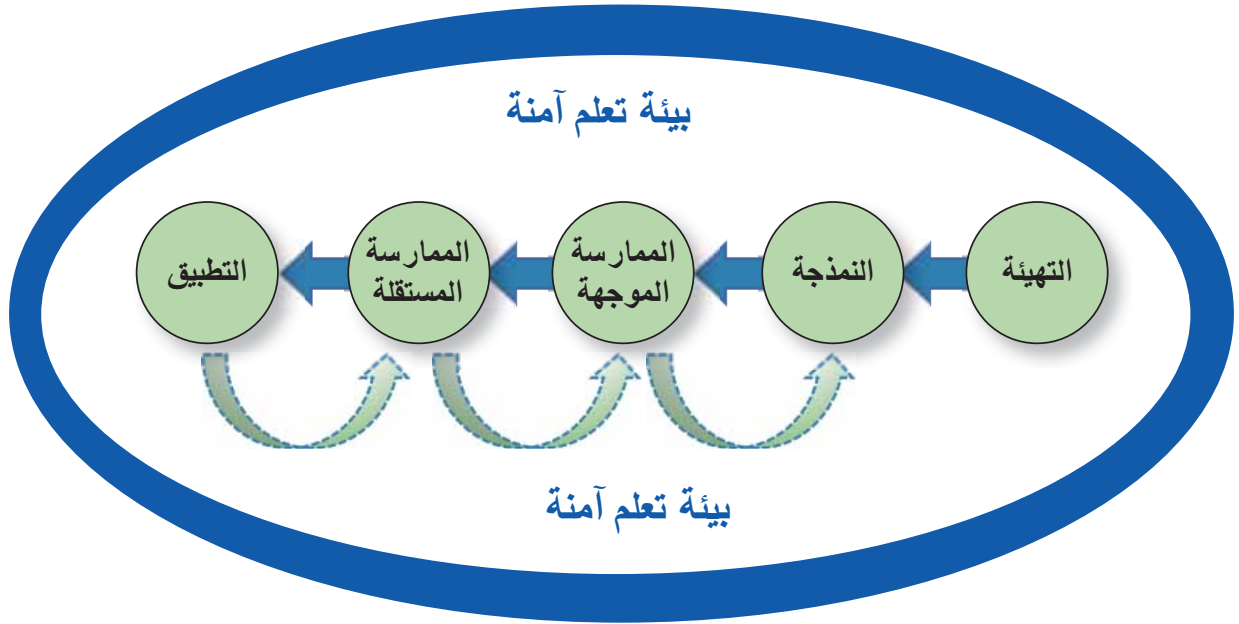 بيئة تعلم آمنة
التهيئة
النمذجة
الممارسة
الموجهة
الممارسة
المستقلة
التطبيق
بيئة تعلم آمنة